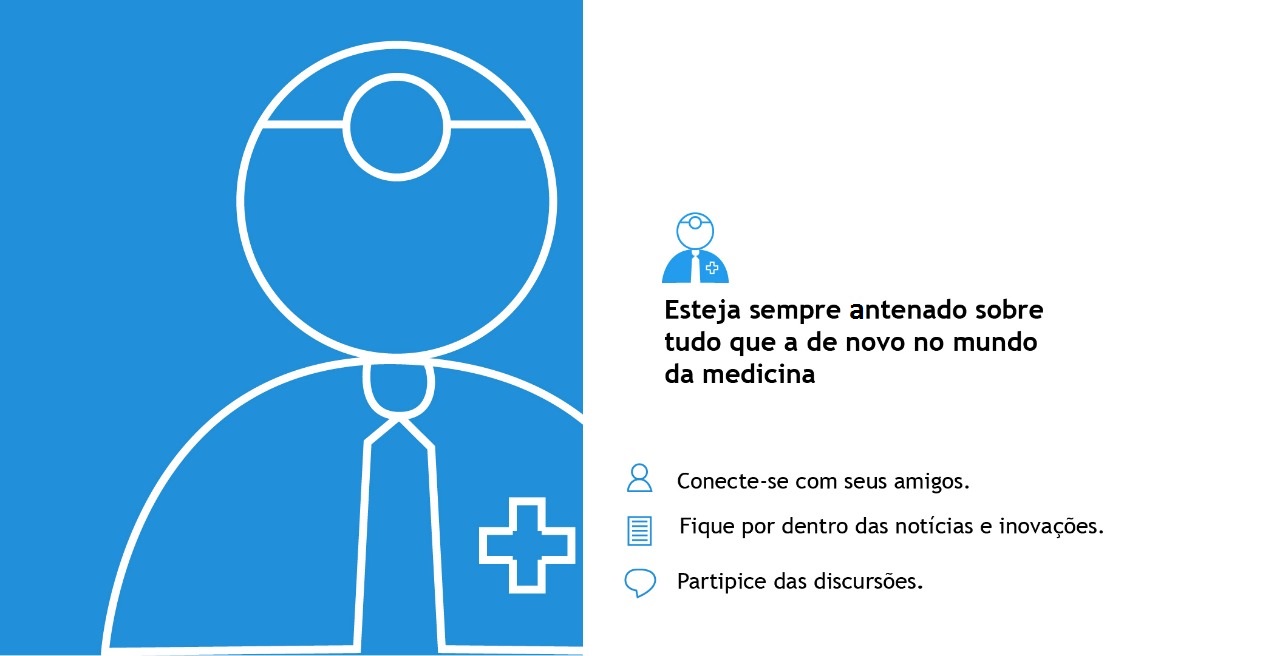 Esteja sempre antenado sobre
tudo que a de novo no mundo
da medicina
Conecte-se com seus amigos.
Fique por dentro das notícias e inovações.
Partipice das discursões.